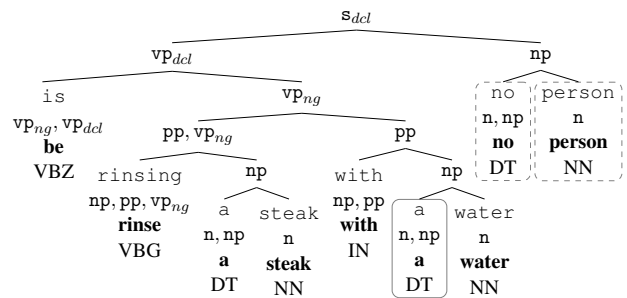 s_dcl
vp_dcl np
is vp_ng no person
vp_ng, vp_dcl pp, vp_ng pp n, np n
be no person
VBZ rinsing np with np DT NN
np, pp, vp_ng a steak np, pp a water
rinse n, np n with n, np n
VBG a steak IN a water
DT NN DT NN